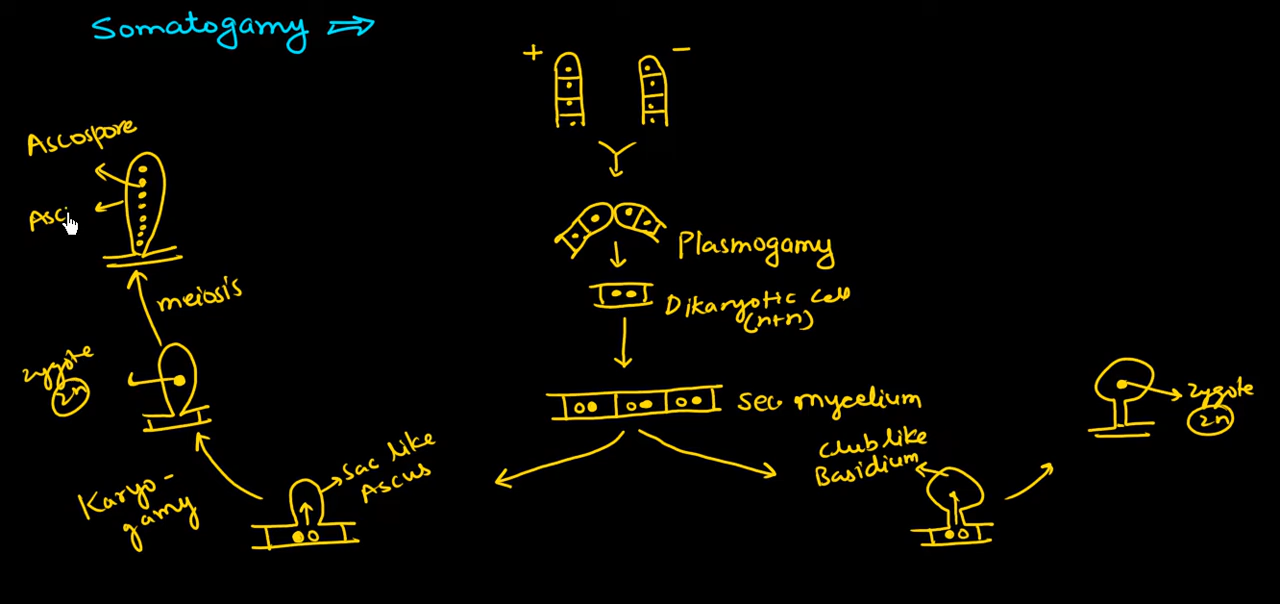 Somatogamy ⇒
+ −
Ascospore
Asci
Plasmogamy
meiosis
Dikaryotic cell
(n+n)
zygote
2n
Sec mycelium
zygote
2n
Sac like
Ascus
Club like
Basidium
Karyo-
gamy